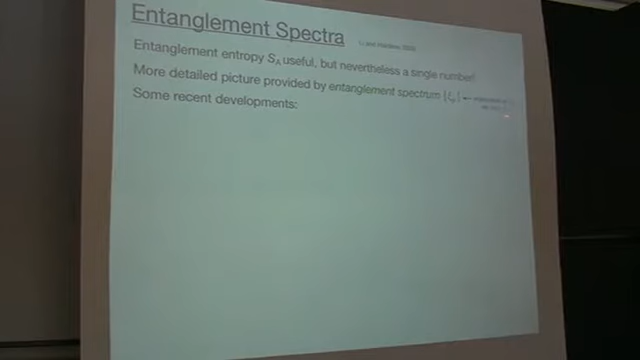 Entanglement Spectra
Entanglement entropy S_A useful, but nevertheless a single number!
More detailed picture provided by entanglement spectrum
Some recent developments: